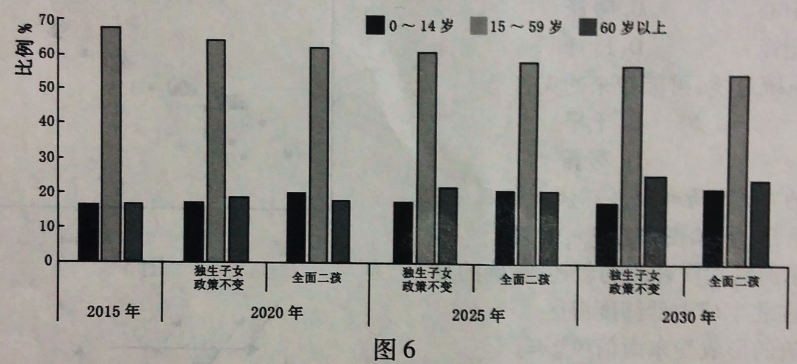 比例 %
70
60
50
40
30
20
10
0
0～14岁 15～59岁 60岁以上
独生子女
政策不变
全面二孩
独生子女
政策不变
全面二孩
独生子女
政策不变
全面二孩
2015年 2020年 2025年 2030年
图6